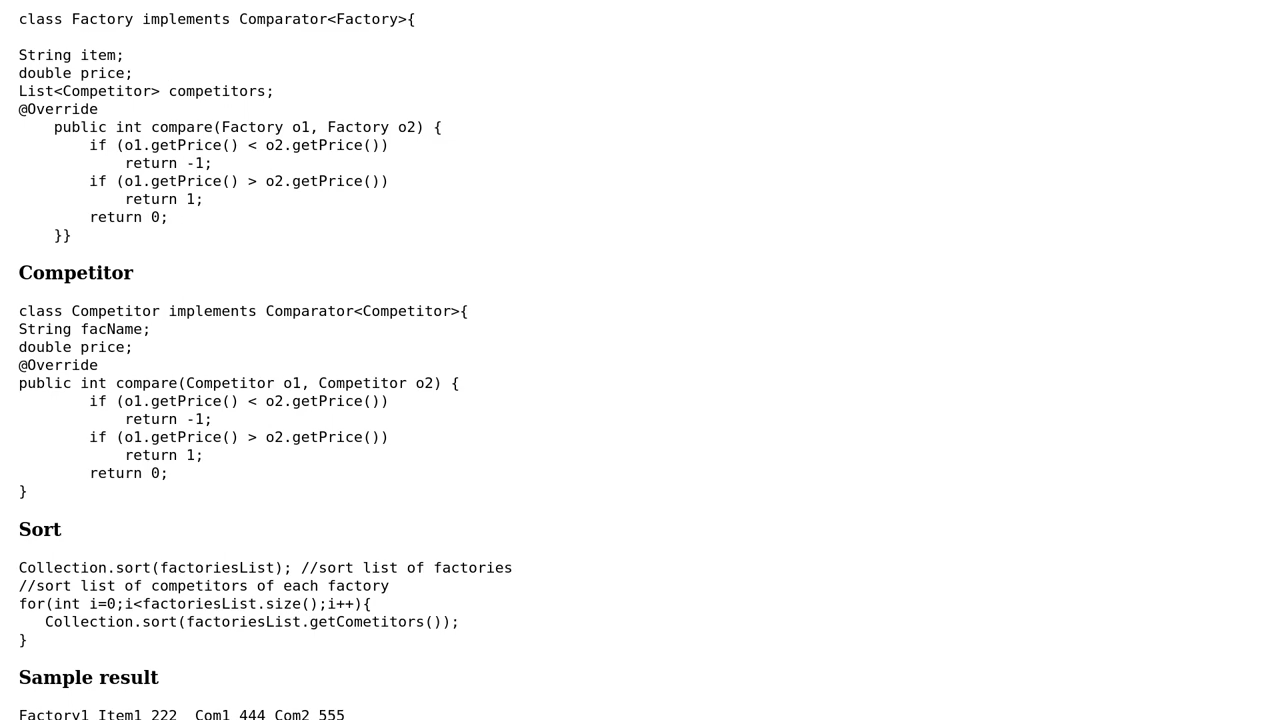 class Factory implements Comparator<Factory>{
String item;
double price;
List<Competitor> competitors;
@Override
    public int compare(Factory o1, Factory o2) {
        if (o1.getPrice() < o2.getPrice())
            return -1;
        if (o1.getPrice() > o2.getPrice())
            return 1;
        return 0;
    }}
Competitor
class Competitor implements Comparator<Competitor>{
String facName;
double price;
@Override
public int compare(Competitor o1, Competitor o2) {
        if (o1.getPrice() < o2.getPrice())
            return -1;
        if (o1.getPrice() > o2.getPrice())
            return 1;
        return 0;
}
Sort
Collection.sort(factoriesList); //sort list of factories
//sort list of competitors of each factory
for(int i=0;i<factoriesList.size();i++){
   Collection.sort(factoriesList.getCometitors());
}
Sample result
Factory1 Item1 222  Com1 444 Com2 555